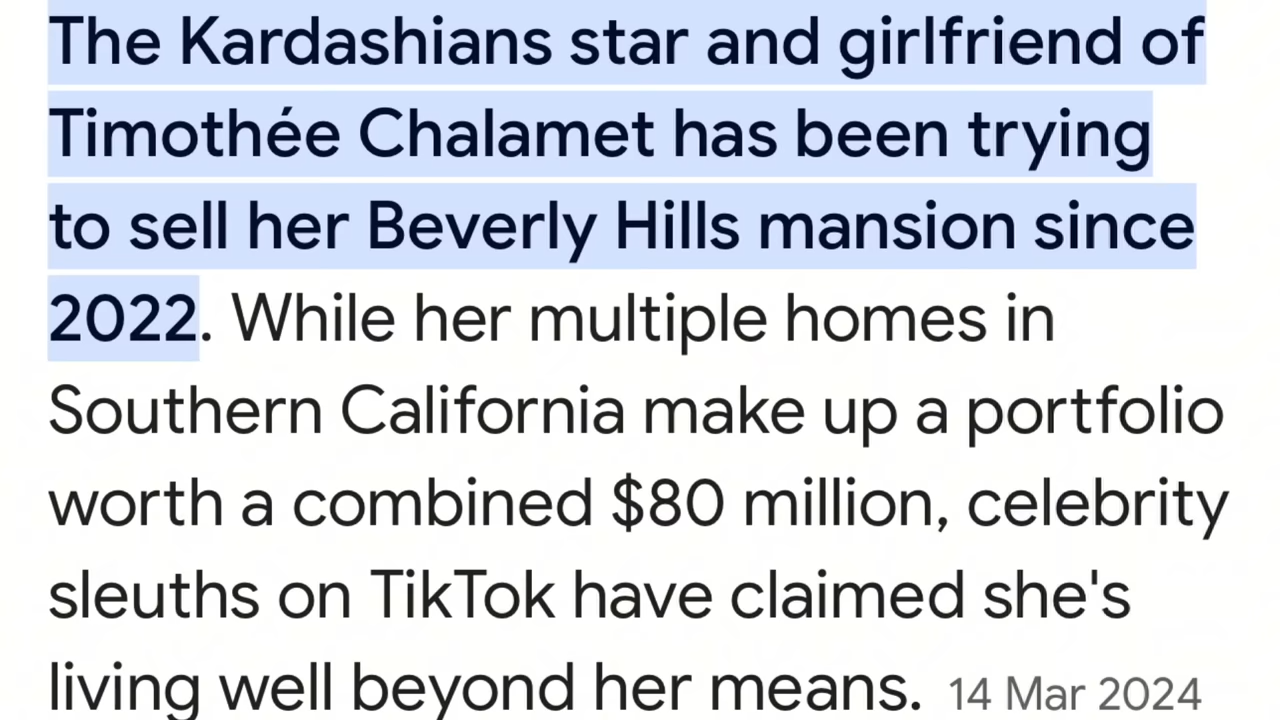 The Kardashians star and girlfriend of
Timothée Chalamet has been trying
to sell her Beverly Hills mansion since
2022. While her multiple homes in
Southern California make up a portfolio
worth a combined $80 million, celebrity
sleuths on TikTok have claimed she's
living well beyond her means. 14 Mar 2024